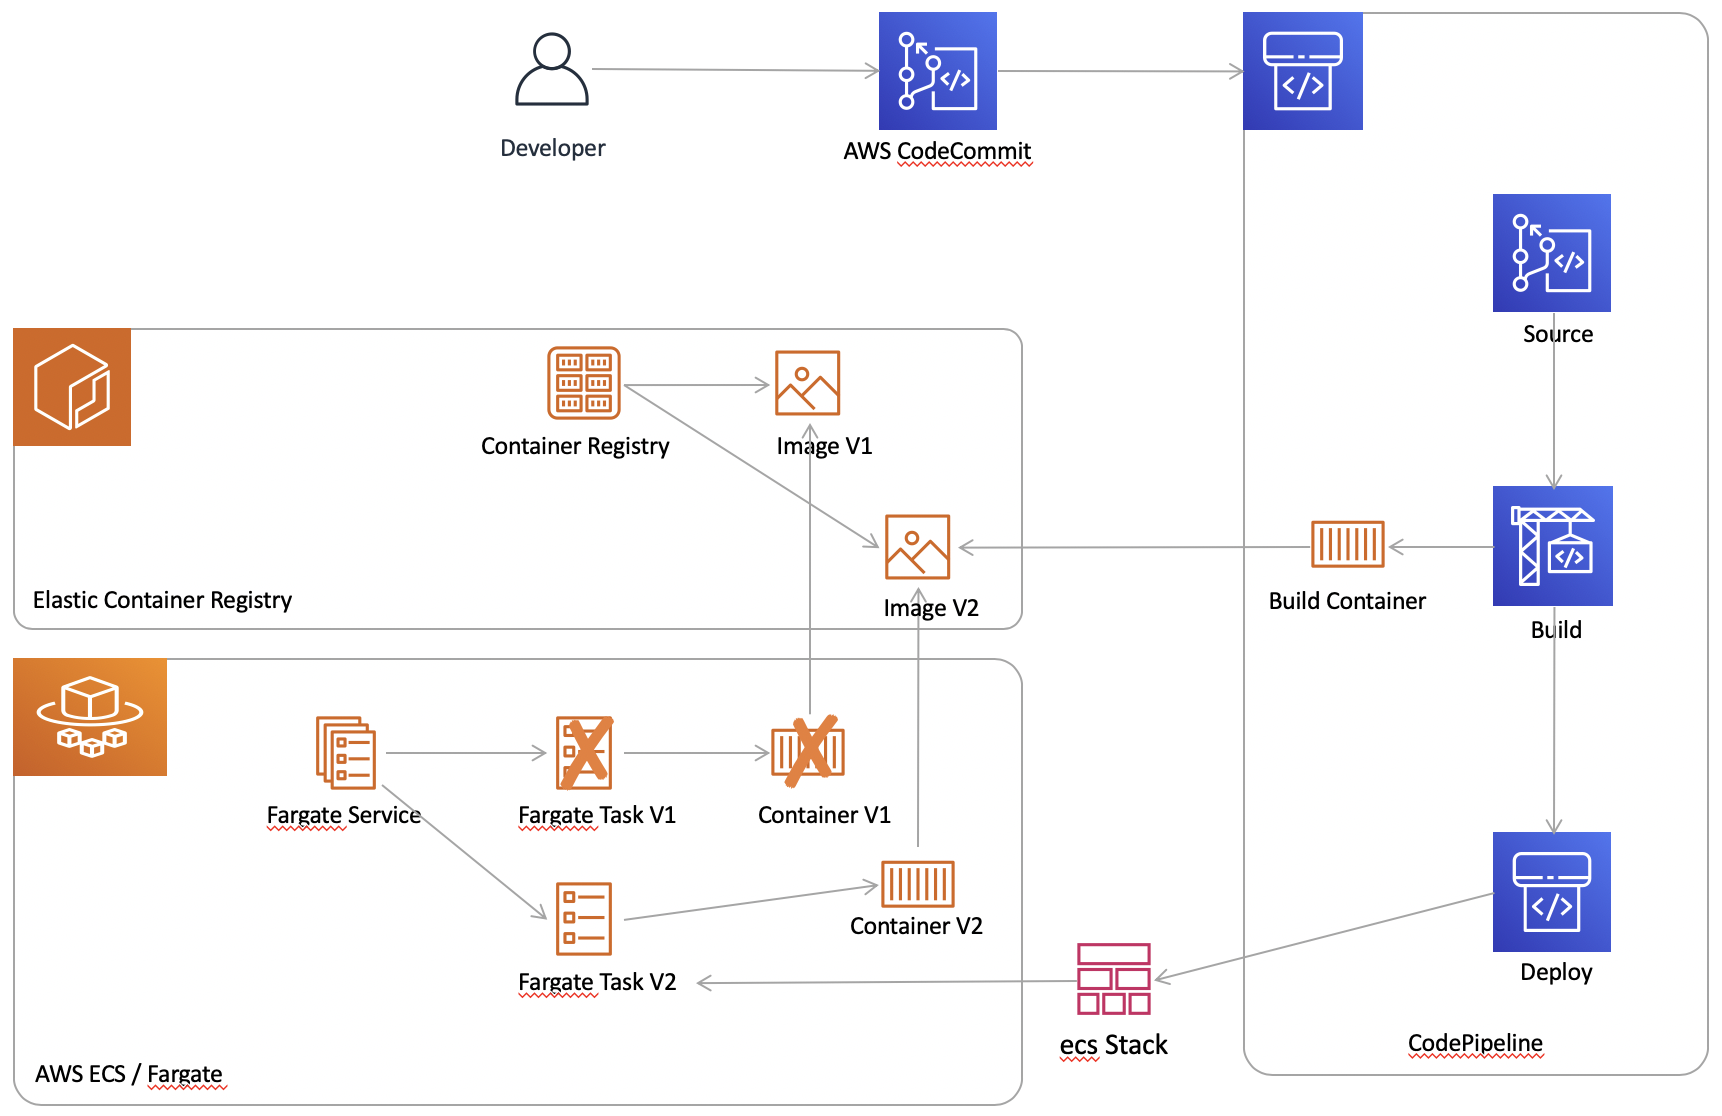 Developer
AWS CodeCommit
Source
Container Registry
Image V1
Elastic Container Registry
Image V2
Build Container
Build
Fargate Service
Fargate Task V1
Container V1
Container V2
Fargate Task V2
Deploy
ecs Stack
CodePipeline
AWS ECS / Fargate